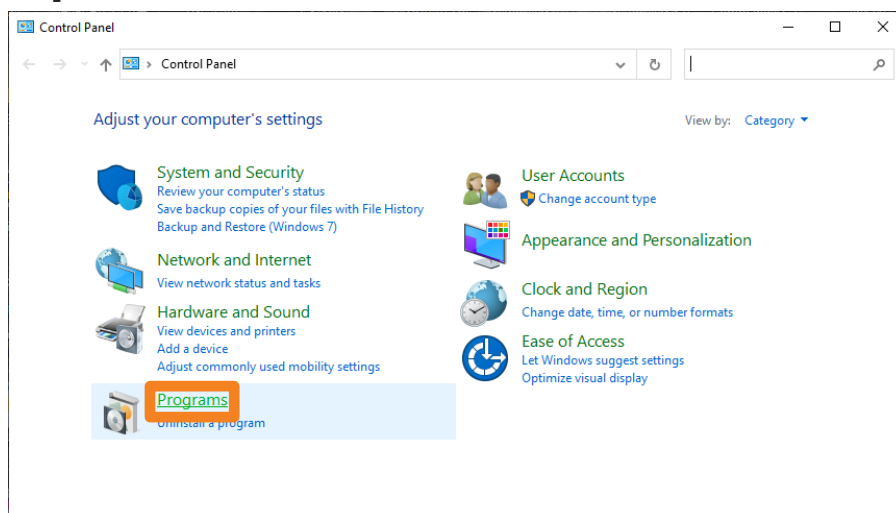 Control Panel
Control Panel
Adjust your computer's settings
View by: Category
System and Security
Review your computer's status
Save backup copies of your files with File History
Backup and Restore (Windows 7)
Network and Internet
View network status and tasks
Hardware and Sound
View devices and printers
Add a device
Adjust commonly used mobility settings
Programs
Uninstall a program
User Accounts
Change account type
Appearance and Personalization
Clock and Region
Change date, time, or number formats
Ease of Access
Let Windows suggest settings
Optimize visual display